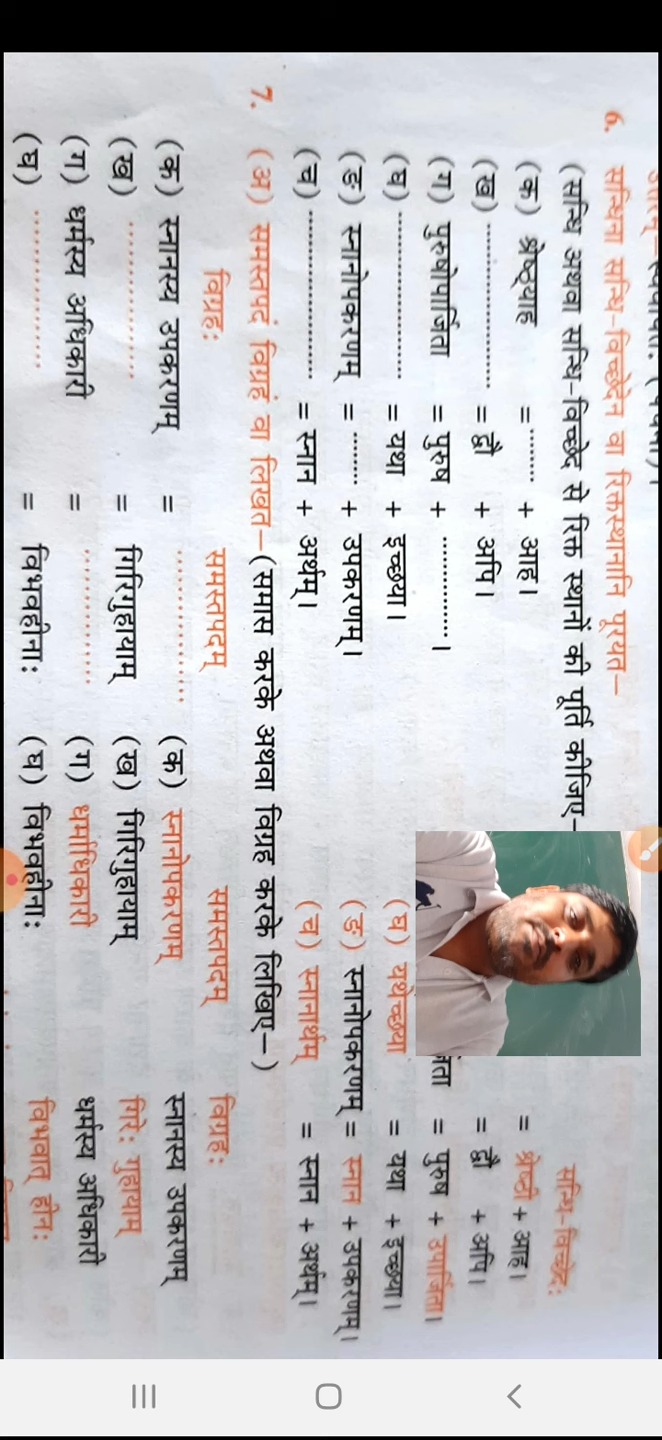 6. सन्धिना सन्धि-विच्छेदेन वा रिक्तस्थानानि पूरयत–
(सन्धि अथवा सन्धि-विच्छेद से रिक्त स्थानों की पूर्ति कीजिए–
सन्धि-विच्छेदः
(क) श्रेष्ठ्याह = ........ + आह। = श्रेष्ठी + आह।
(ख) ........................ = द्वौ + अपि। = द्वौ + अपि।
(ग) पुरुषोपार्जिता = पुरुष + .............। = पुरुष + उपार्जिता।
(घ) ........................ = यथा + इच्छया। (घ) यथेच्छया = यथा + इच्छया।
(ङ) स्नानोपकरणम् = ........ + उपकरणम्। (ङ) स्नानोपकरणम् = स्नान + उपकरणम्।
(च) ........................ = स्नान + अर्थम्। (च) स्नानार्थम् = स्नान + अर्थम्।
7. (अ) समस्तपदं विग्रहं वा लिखत– (समास करके अथवा विग्रह करके लिखिए–)
विग्रहः समस्तपदम् समस्तपदम् विग्रहः
(क) स्नानस्य उपकरणम् = ........................ (क) स्नानोपकरणम् स्नानस्य उपकरणम्
(ख) ........................ = गिरिगुहायाम् (ख) गिरिगुहायाम् गिरेः गुहायाम्
(ग) धर्मस्य अधिकारी = ................... (ग) धर्माधिकारी धर्मस्य अधिकारी
(घ) ........................ = विभवहीनाः (घ) विभवहीनाः विभवात् हीनः